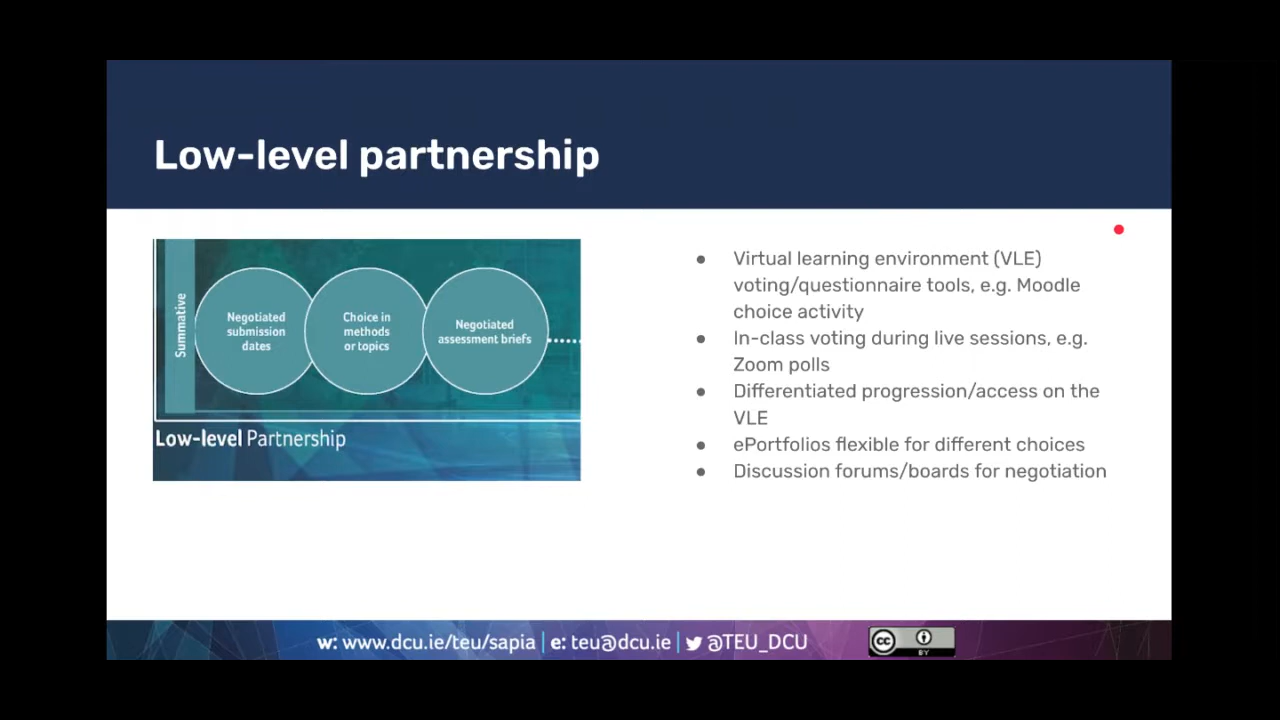 Low-level partnership
Summative
Negotiated
submission
dates
Choice in
methods
or topics
Negotiated
assessment briefs
Low-level Partnership
● Virtual learning environment (VLE)
voting/questionnaire tools, e.g. Moodle
choice activity
● In-class voting during live sessions, e.g.
Zoom polls
● Differentiated progression/access on the
VLE
● ePortfolios flexible for different choices
● Discussion forums/boards for negotiation
w: www.dcu.ie/teu/sapia | e: teu@dcu.ie | @TEU_DCU
cc
BY